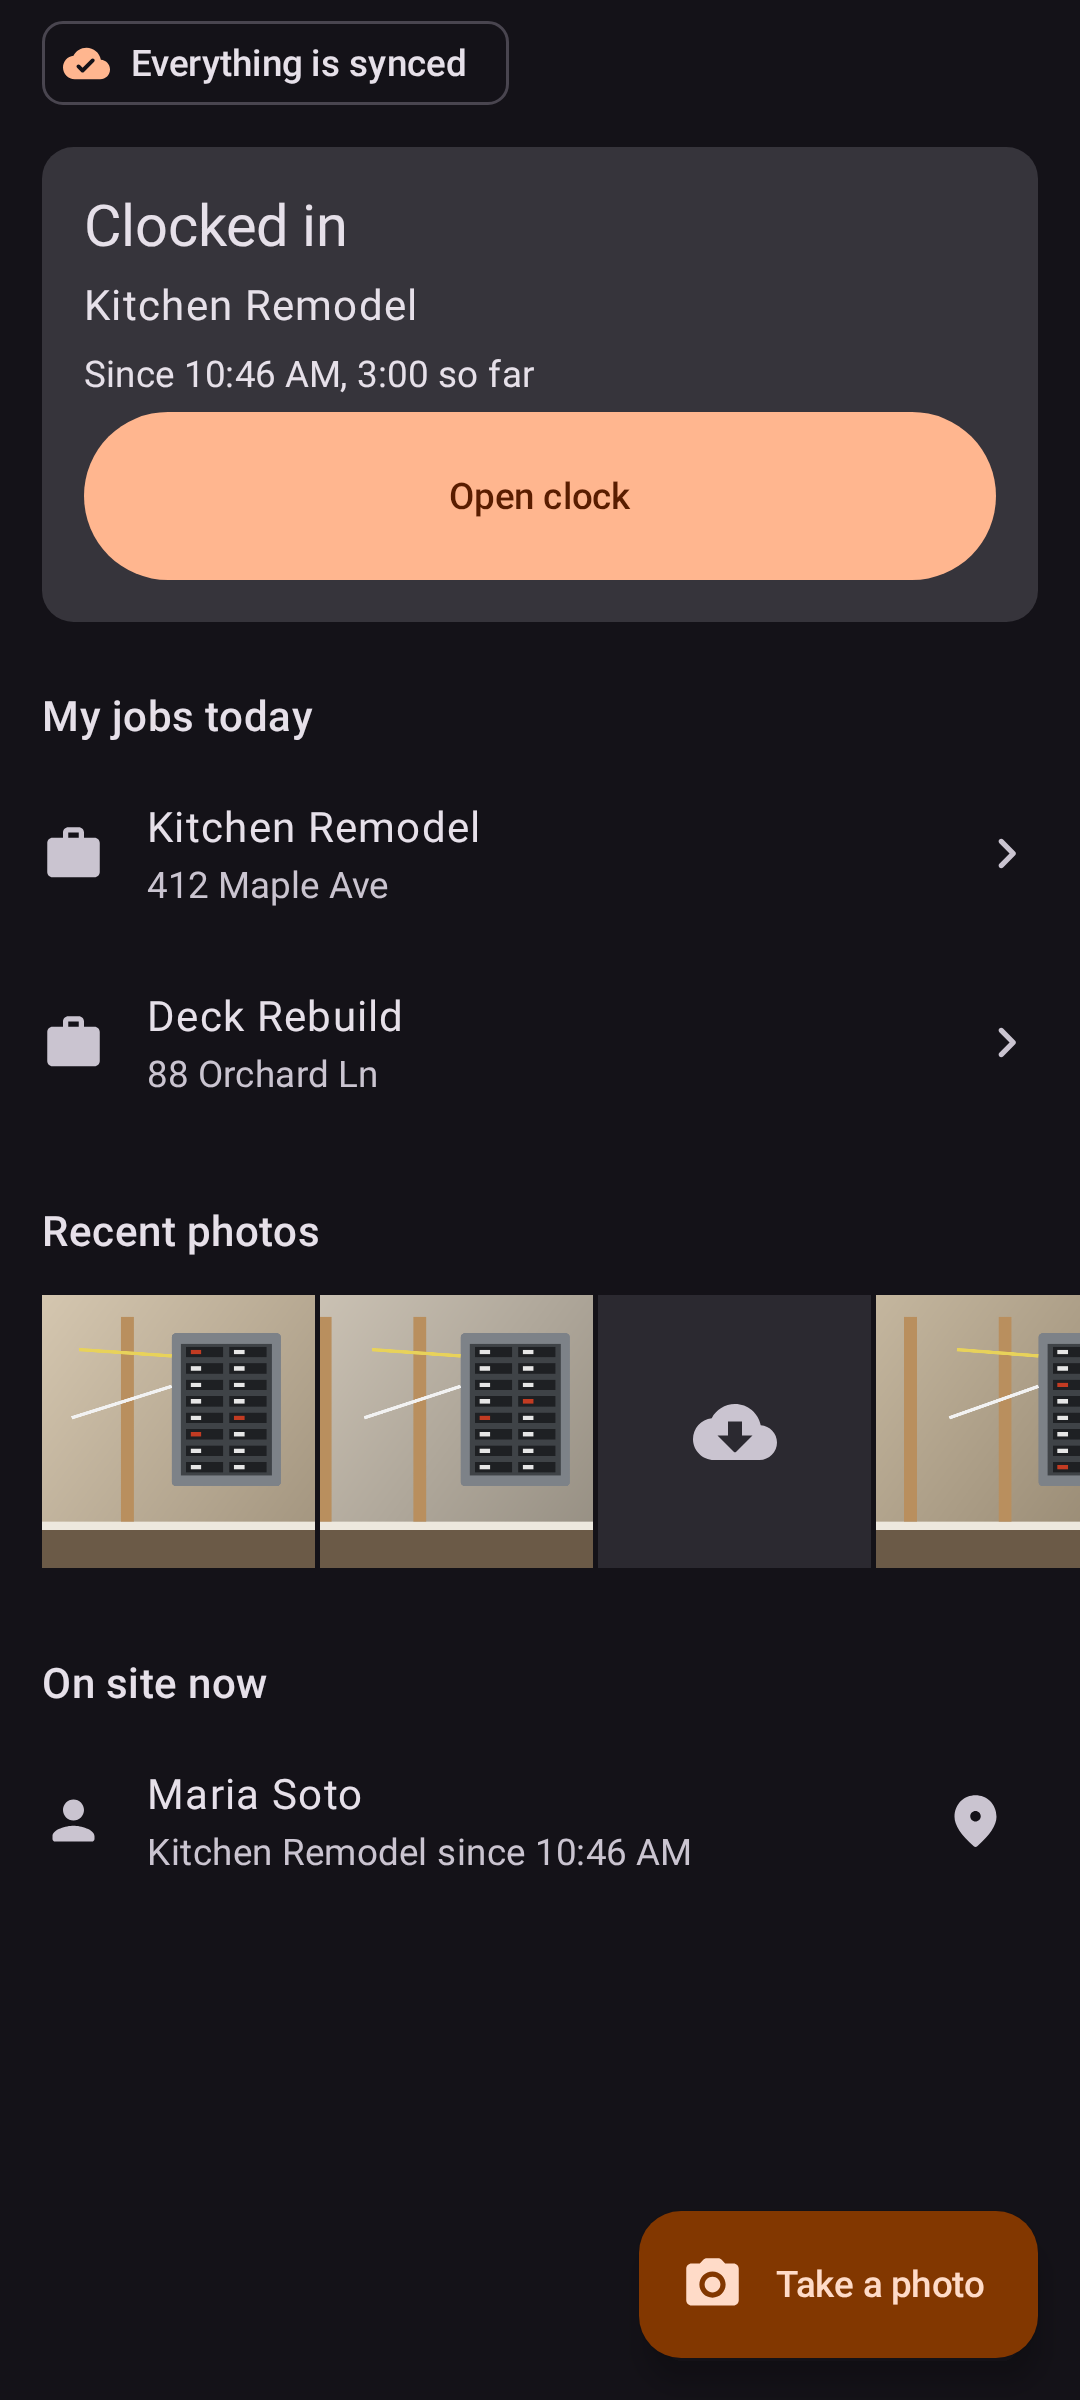 Everything is synced
Clocked in
Kitchen Remodel
Since 10:46 AM, 3:00 so far
Open clock
My jobs today
Kitchen Remodel
412 Maple Ave
Deck Rebuild
88 Orchard Ln
Recent photos
On site now
Maria Soto
Kitchen Remodel since 10:46 AM
Take a photo